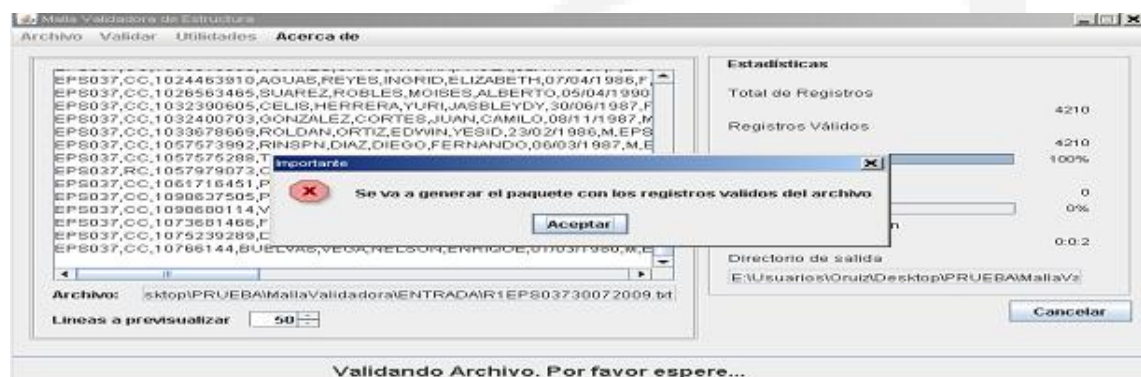 Malla Validadora de Estructura
Archivo Validar Utilidades Acerca de
EPS037,CC,1024463910,AGUAS,REYES,INGRID,ELIZABETH,07/04/1986,F,
EPS037,CC,1026563465,SUAREZ,ROBLES,MOISES,ALBERTO,05/04/1990
EPS037,CC,1032390605,CELIS,HERRERA,YURI,JASBLEYDY,30/06/1987,F
EPS037,CC,1032400703,GONZALEZ,CORTES,JUAN,CAMILO,08/11/1987,M
EPS037,CC,1033678669,ROLDAN,ORTIZ,EDWIN,YESID,23/02/1986,M,EPS
EPS037,CC,1057573992,RINSPN,DIAZ,DIEGO,FERNANDO,06/03/1987,M,E
EPS037,CC,1057575288,T
EPS037,RC,1057979073,C
EPS037,CC,1061716451,P
EPS037,CC,1090637505,P
EPS037,CC,1090680114,V
EPS037,CC,1073681466,F
EPS037,CC,1075239289,C
EPS037,CC,10766144,BUELVAS,VEGA,NELSON,ENRIQUE,01/03/1980,M,E
Archivo: sktop\PRUEBA\MallaValidadora\ENTRADA\R1EPS03730072009.txt
Lineas a previsualizar 50
Importante
Se va a generar el paquete con los registros validos del archivo
Aceptar
Estadísticas
Total de Registros
4210
Registros Válidos
4210
100%
0
0%
n
0:0:2
Directorio de salida
E:\Usuarios\Oruiz\Desktop\PRUEBA\MallaVa
Cancelar
Validando Archivo. Por favor espere...